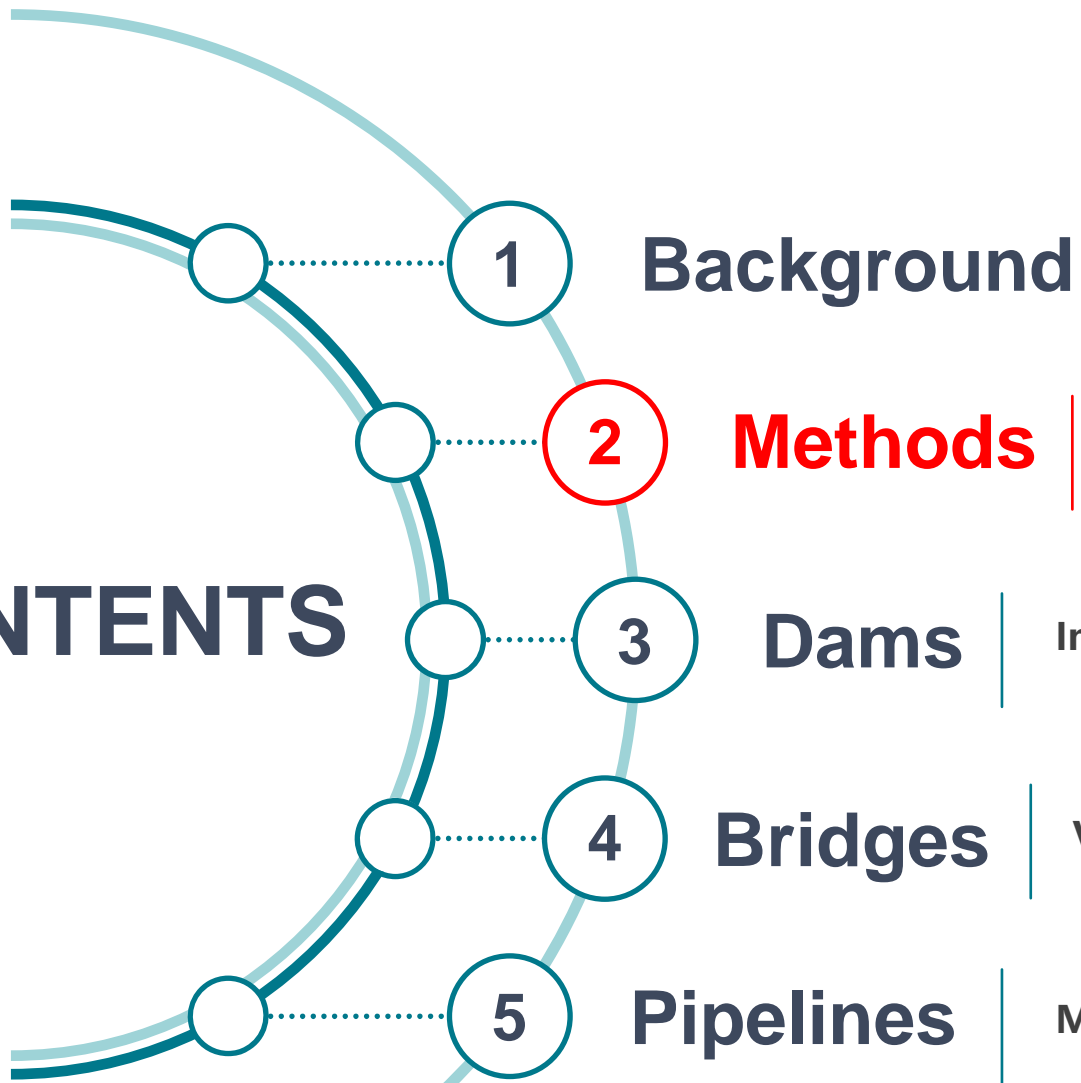 1 Background
2 Methods
NTENTS
3 Dams
4 Bridges
5 Pipelines